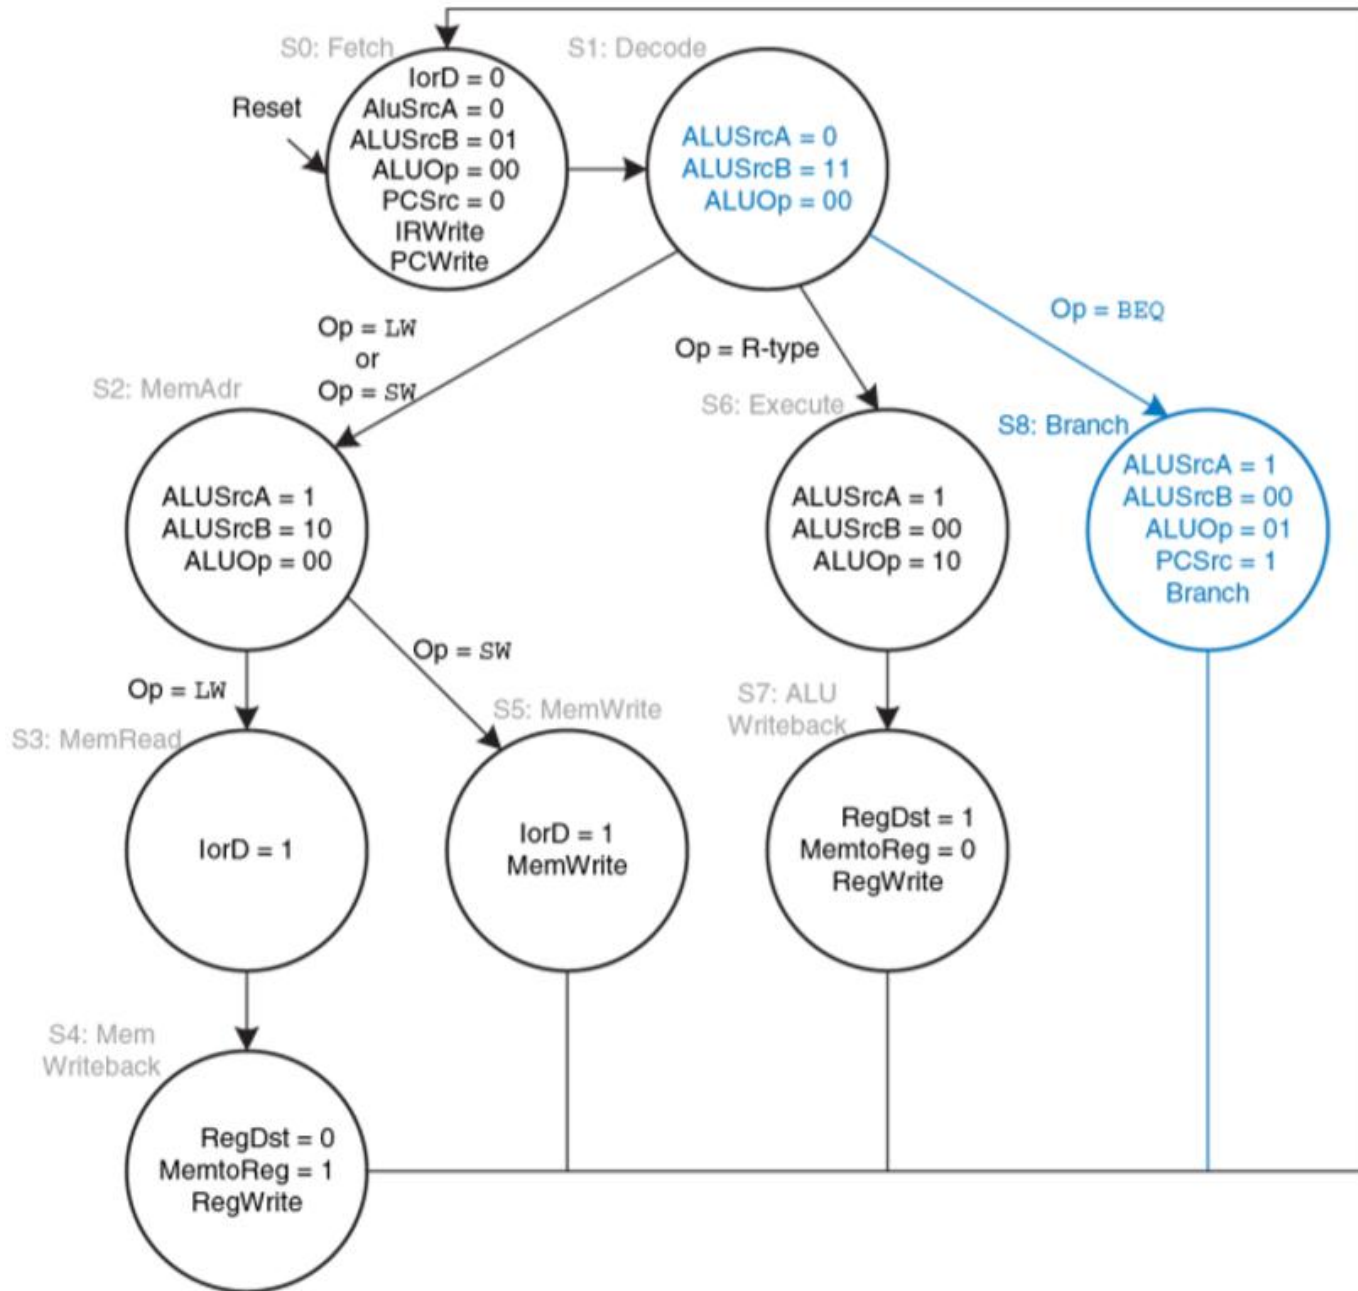 S0: Fetch
S1: Decode
Reset
IorD = 0
AluSrcA = 0
ALUSrcB = 01
ALUOp = 00
PCSrc = 0
IRWrite
PCWrite
ALUSrcA = 0
ALUSrcB = 11
ALUOp = 00
Op = LW
or
Op = SW
Op = R-type
Op = BEQ
S2: MemAdr
S6: Execute
S8: Branch
ALUSrcA = 1
ALUSrcB = 10
ALUOp = 00
ALUSrcA = 1
ALUSrcB = 00
ALUOp = 10
ALUSrcA = 1
ALUSrcB = 00
ALUOp = 01
PCSrc = 1
Branch
Op = LW
Op = SW
S3: MemRead
S5: MemWrite
S7: ALU
Writeback
IorD = 1
IorD = 1
MemWrite
RegDst = 1
MemtoReg = 0
RegWrite
S4: Mem
Writeback
RegDst = 0
MemtoReg = 1
RegWrite